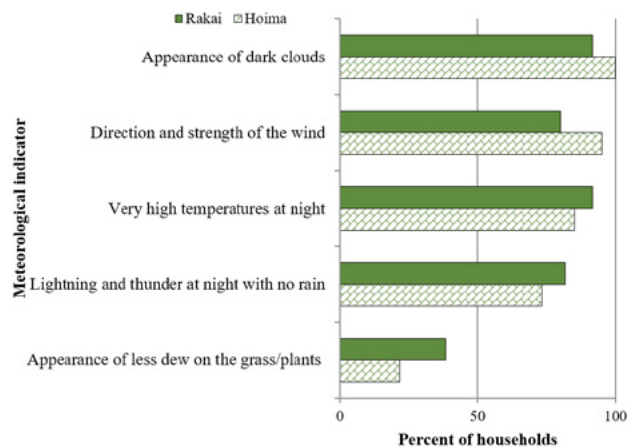 Rakai Hoima
Meteorological indicator
Appearance of dark clouds
Direction and strength of the wind
Very high temperatures at night
Lightning and thunder at night with no rain
Appearance of less dew on the grass/plants
0 50 100
Percent of households